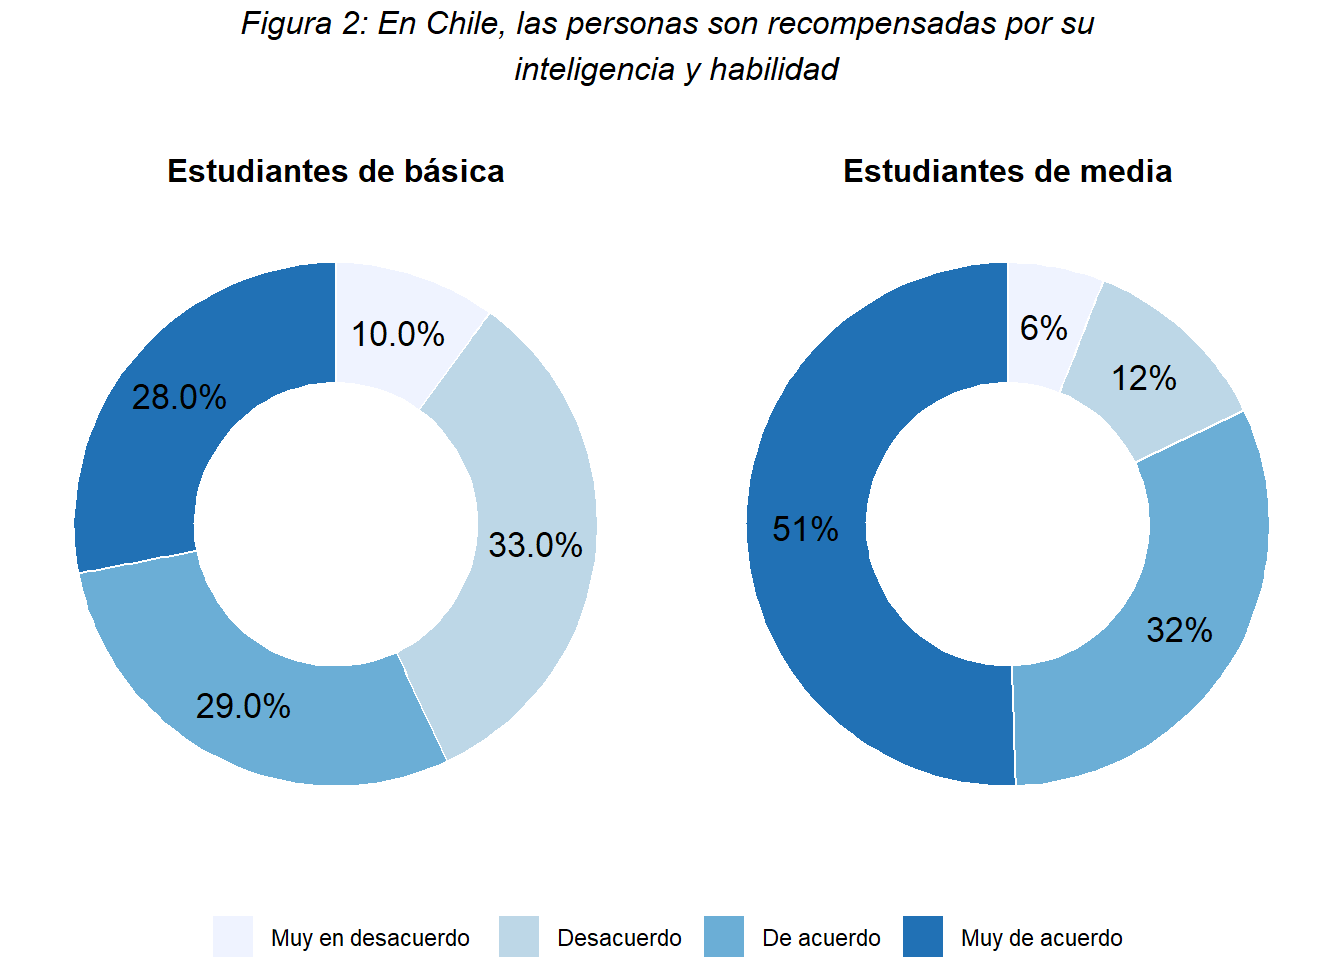 Figura 2: En Chile, las personas son recompensadas por su
inteligencia y habilidad
Estudiantes de básica
10.0%
33.0%
29.0%
28.0%
Estudiantes de media
6%
12%
32%
51%
Muy en desacuerdo
Desacuerdo
De acuerdo
Muy de acuerdo